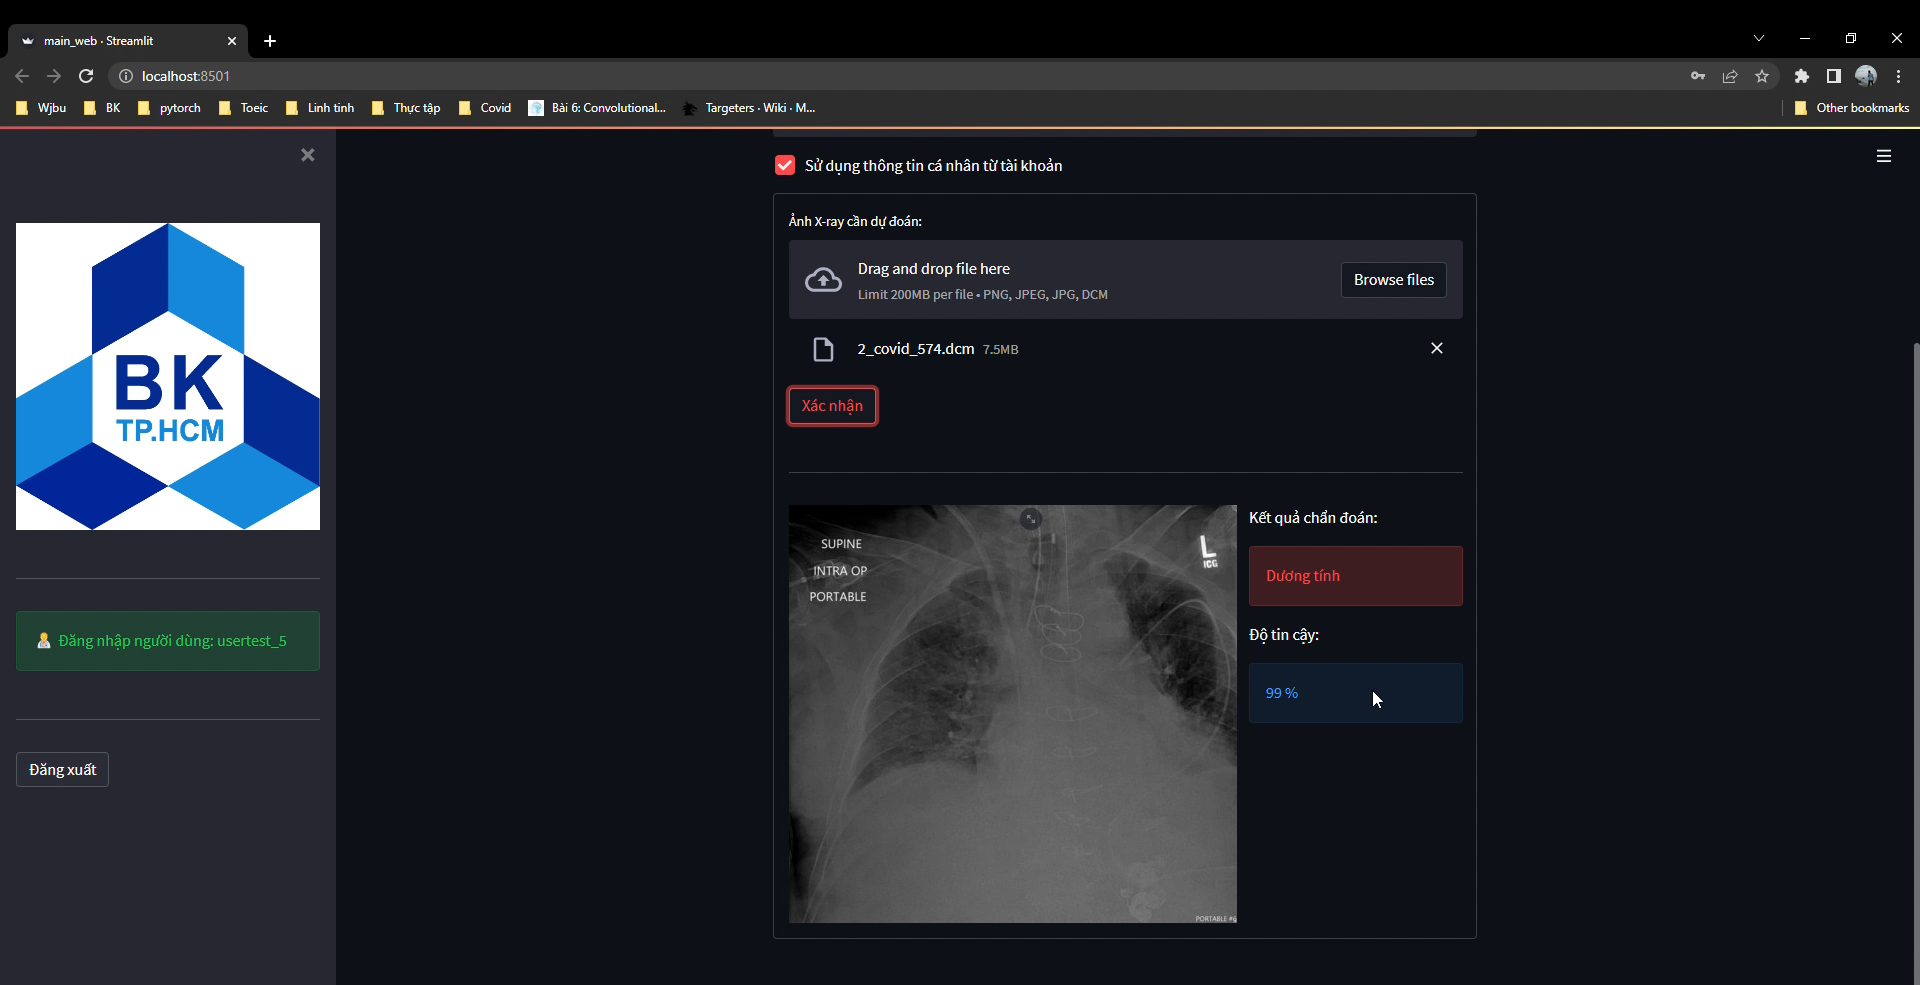 main_web · Streamlit
localhost:8501
Wjbu
BK
pytorch
Toeic
Linh tinh
Thực tập
Covid
Bài 6: Convolutional...
Targeters · Wiki · M...
Other bookmarks
Sử dụng thông tin cá nhân từ tài khoản
Ảnh X-ray cần dự đoán:
Drag and drop file here
Limit 200MB per file • PNG, JPEG, JPG, DCM
Browse files
2_covid_574.dcm 7.5MB
Xác nhận
BK
TP.HCM
Đăng nhập người dùng: usertest_5
Đăng xuất
SUPINE
INTRA OP
PORTABLE
L
ICG
PORTABLE #6
Kết quả chẩn đoán:
Dương tính
Độ tin cậy:
99 %